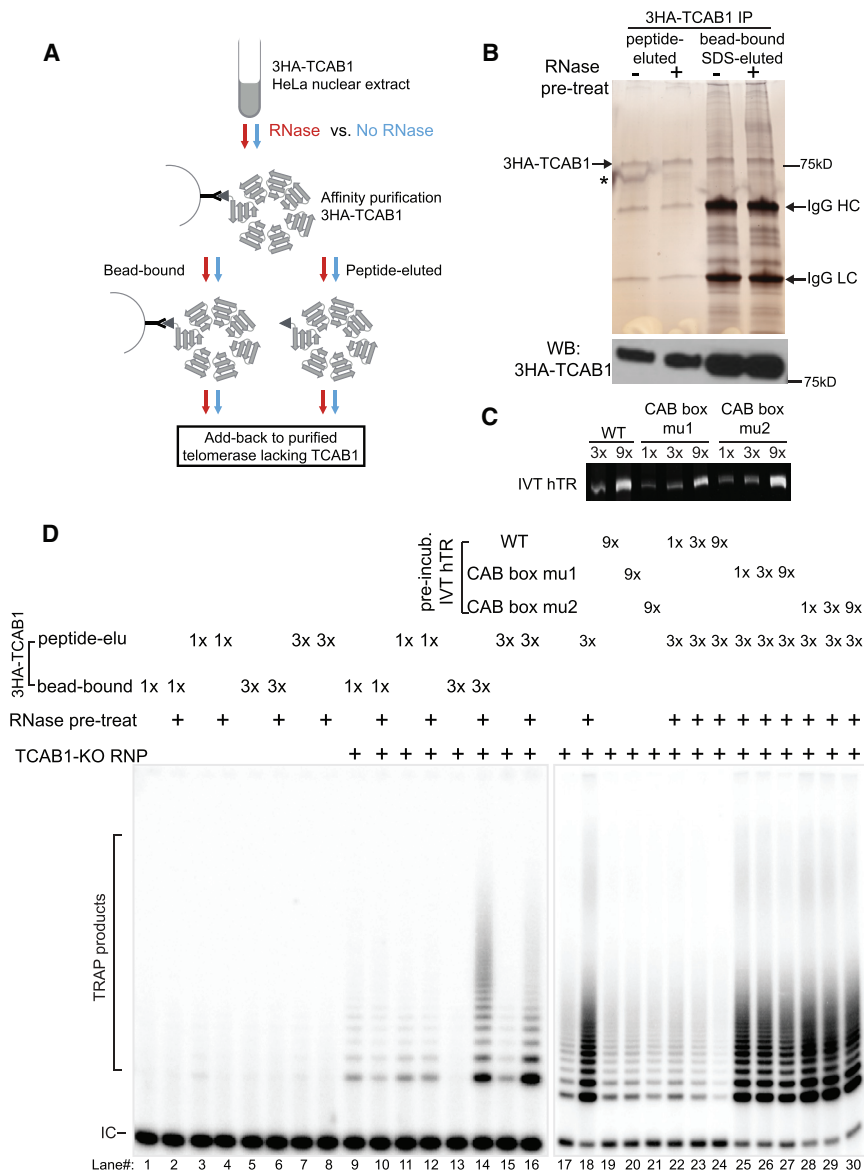 A
3HA-TCAB1
HeLa nuclear extract
RNase vs. No RNase
Affinity purification
3HA-TCAB1
Bead-bound
Peptide-eluted
Add-back to purified
telomerase lacking TCAB1
B
3HA-TCAB1 IP
peptide-eluted
bead-bound
SDS-eluted
RNase
pre-treat
- + - +
3HA-TCAB1
*
75kD
IgG HC
IgG LC
WB:
3HA-TCAB1
75kD
C
WT
CAB box
mu1
CAB box
mu2
3x 9x 1x 3x 9x 1x 3x 9x
IVT hTR
D
pre-incub.
IVT hTR
WT 9x 1x 3x 9x
CAB box mu1 9x 1x 3x 9x
CAB box mu2 9x 1x 3x 9x
3HA-TCAB1
peptide-elu 1x 1x 3x 3x 1x 1x 3x 3x 3x 3x 3x 3x 3x 3x 3x 3x 3x 3x
bead-bound 1x 1x 3x 3x 1x 1x 3x 3x
RNase pre-treat + + + + + + + + + + + + + + + + + +
TCAB1-KO RNP + + + + + + + + + + + + + + + + + + + + + +
TRAP products
IC
Lane#: 1 2 3 4 5 6 7 8 9 10 11 12 13 14 15 16 17 18 19 20 21 22 23 24 25 26 27 28 29 30